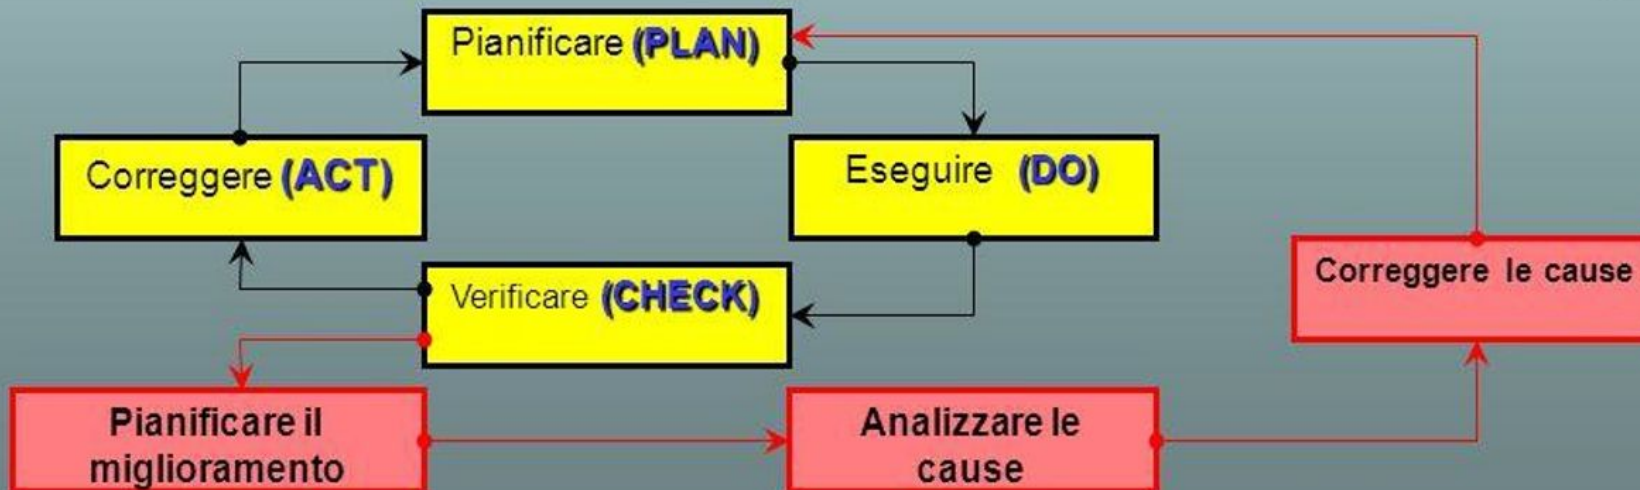 Pianificare (PLAN)
Correggere (ACT)
Eseguire (DO)
Verificare (CHECK)
Correggere le cause
Pianificare il
miglioramento
Analizzare le
cause